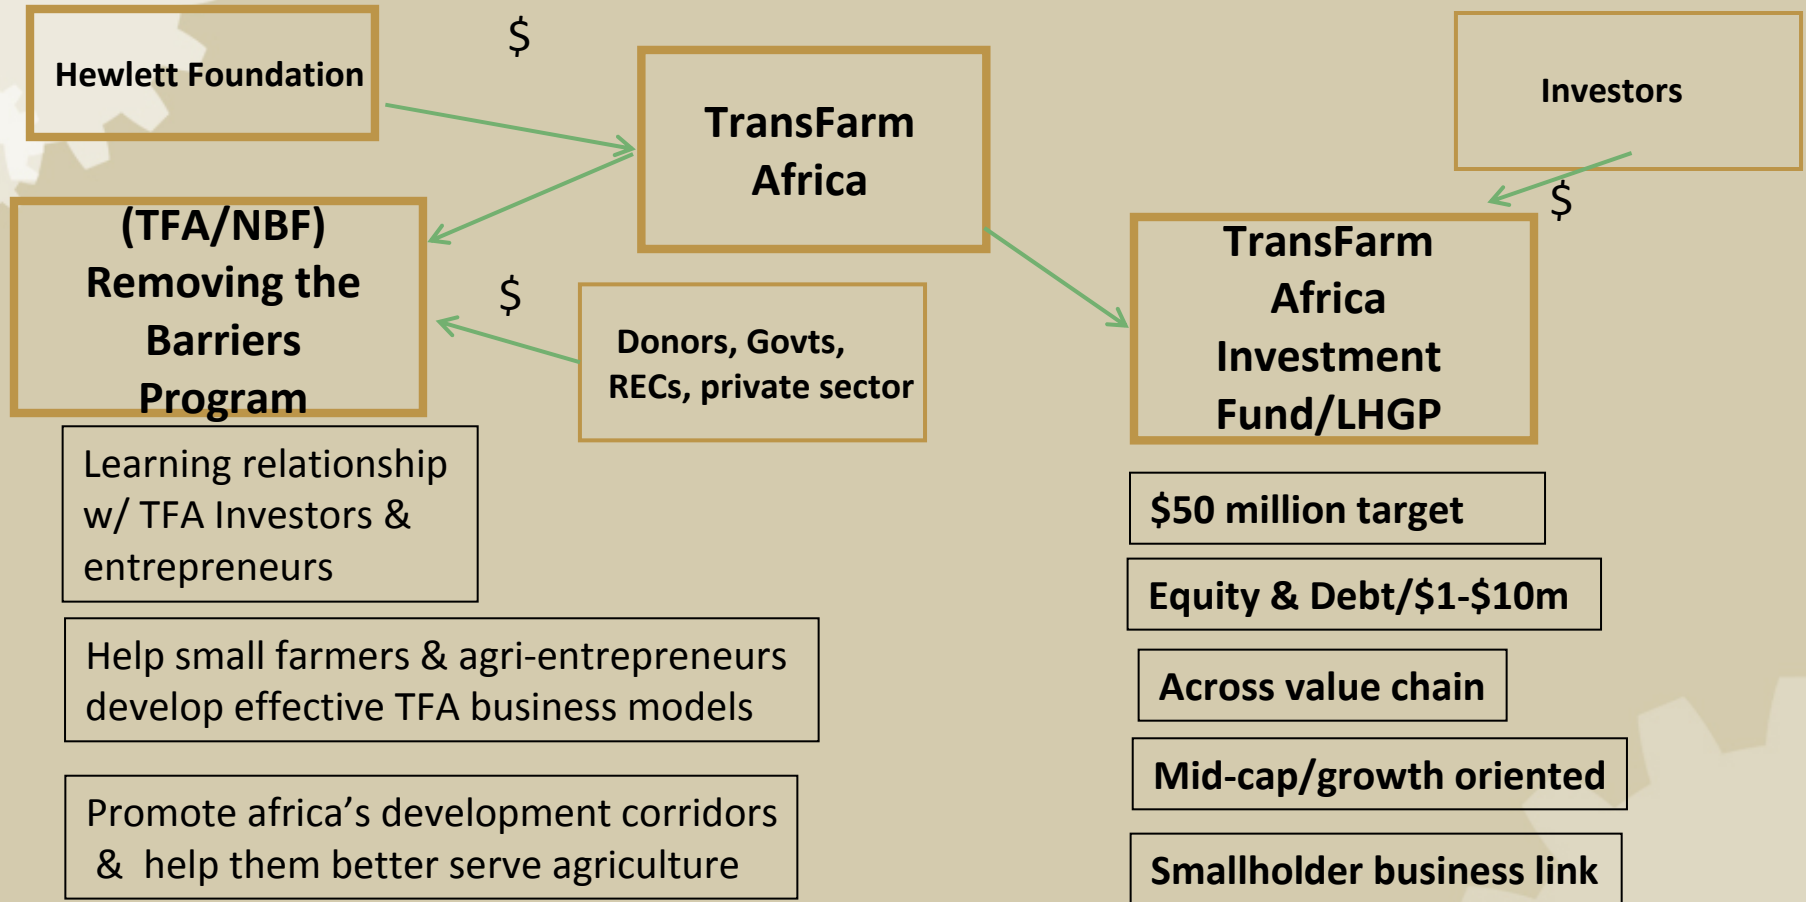 $
Hewlett Foundation
TransFarm
Africa
Investors
$
(TFA/NBF)
Removing the
Barriers
Program
$
Donors, Govts,
RECs, private sector
TransFarm
Africa
Investment
Fund/LHGP
Learning relationship
w/ TFA Investors &
entrepreneurs
Help small farmers & agri-entrepreneurs
develop effective TFA business models
Promote africa’s development corridors
& help them better serve agriculture
$50 million target
Equity & Debt/$1-$10m
Across value chain
Mid-cap/growth oriented
Smallholder business link